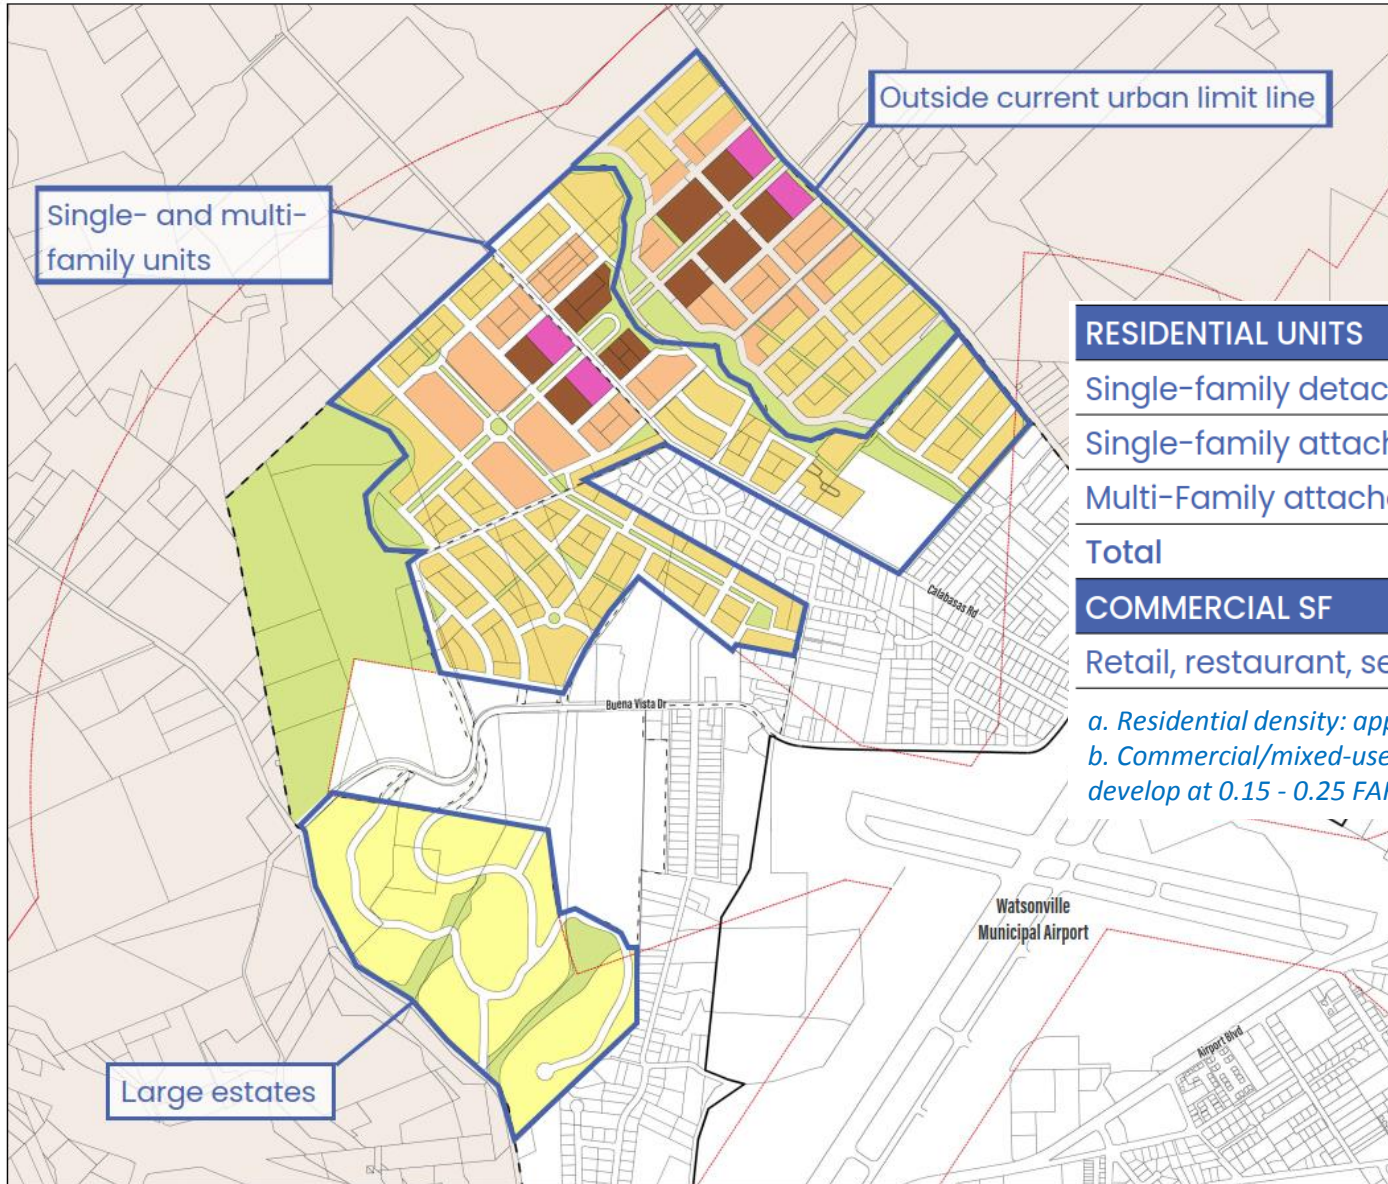 Outside current urban limit line
Single- and multi-
family units
RESIDENTIAL UNITS
Single-family detac
Single-family attach
Multi-Family attach
Total
COMMERCIAL SF
Retail, restaurant, se
a. Residential density: app
b. Commercial/mixed-use
develop at 0.15 - 0.25 FAR
Calabasas Rd
Buena Vista Dr
Watsonville
Municipal Airport
Airport Blvd
Large estates